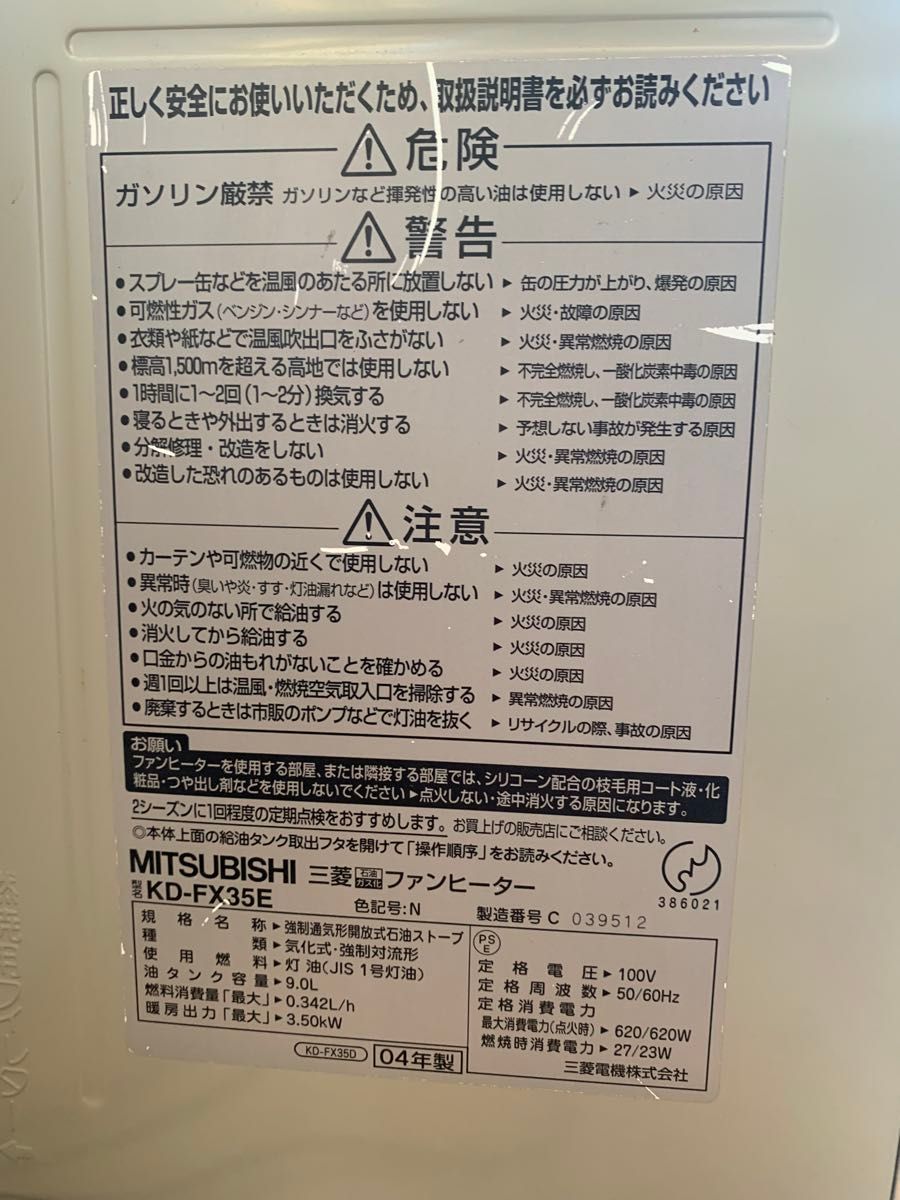 正しく安全にお使いいただくため、取扱説明書を必ずお読みください
危険
ガソリン厳禁 ガソリンなど揮発性の高い油は使用しない ▶ 火災の原因
警告
●スプレー缶などを温風のあたる所に放置しない ▶ 缶の圧力が上がり、爆発の原因
●可燃性ガス(ベンジン・シンナーなど)を使用しない ▶ 火災・故障の原因
●衣類や紙などで温風吹出口をふさがない ▶ 火災・異常燃焼の原因
●標高1,500mを超える高地では使用しない ▶ 不完全燃焼し、一酸化炭素中毒の原因
●1時間に1〜2回(1〜2分)換気する ▶ 不完全燃焼し、一酸化炭素中毒の原因
●寝るときや外出するときは消火する ▶ 予想しない事故が発生する原因
●分解修理・改造をしない ▶ 火災・異常燃焼の原因
●改造した恐れのあるものは使用しない ▶ 火災・異常燃焼の原因
注意
●カーテンや可燃物の近くで使用しない ▶ 火災の原因
●異常時(臭いや炎・すす・灯油漏れなど)は使用しない ▶ 火災・異常燃焼の原因
●火の気のない所で給油する ▶ 火災の原因
●消火してから給油する ▶ 火災の原因
●口金からの油もれがないことを確かめる ▶ 火災の原因
●週1回以上は温風・燃焼空気取入口を掃除する ▶ 異常燃焼の原因
●廃棄するときは市販のポンプなどで灯油を抜く ▶ リサイクルの際、事故の原因
お願い
ファンヒーターを使用する部屋、または隣接する部屋では、シリコーン配合の枝毛用コート液・化
粧品・つや出し剤などを使用しないでください ▶ 点火しない・途中消火する原因になります。
2シーズンに1回程度の定期点検をおすすめします。お買上げの販売店にご相談ください。
◎本体上面の給油タンク取出フタを開けて「操作順序」をお読みください。
MITSUBISHI 三菱 石油ガス化 ファンヒーター
型名 KD-FX35E 色記号:N 製造番号 C 039512
386021
規格名称 ▶ 強制通気形開放式石油ストーブ
種類 ▶ 気化式・強制対流形
使用燃料 ▶ 灯油(JIS 1号灯油)
油タンク容量 ▶ 9.0L
燃料消費量「最大」 ▶ 0.342L/h
暖房出力「最大」 ▶ 3.50kW
PSE
定格電圧 ▶ 100V
定格周波数 ▶ 50/60Hz
定格消費電力
最大消費電力(点火時) ▶ 620/620W
燃焼時消費電力 ▶ 27/23W
三菱電機株式会社
KD-FX35D 04年製